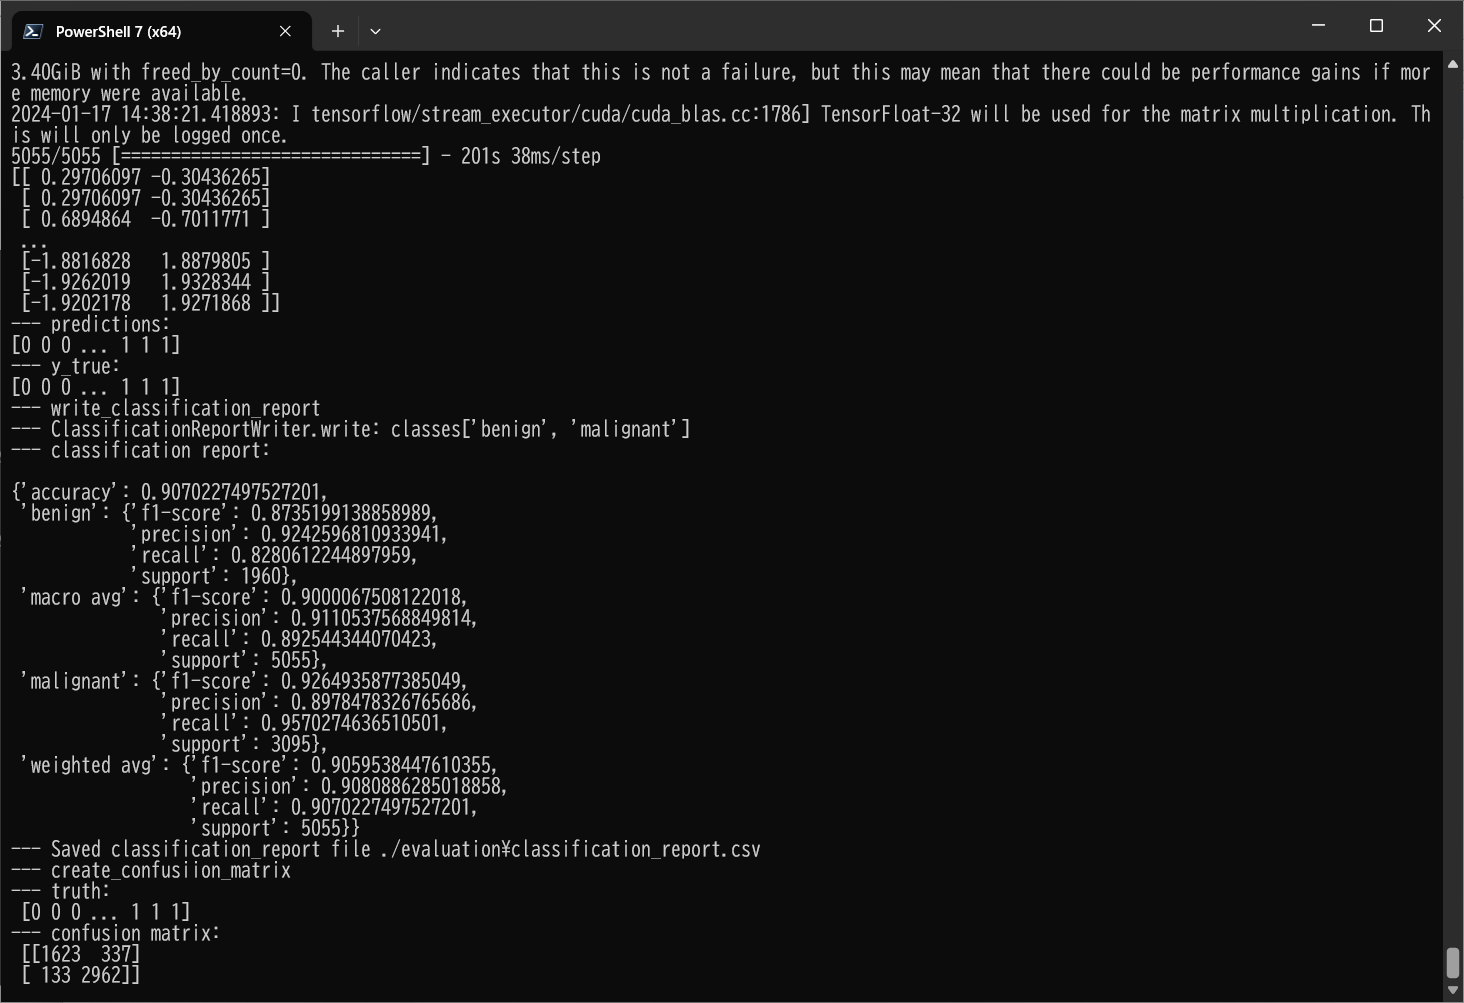 PowerShell 7 (x64)
3.40GiB with freed_by_count=0. The caller indicates that this is not a failure, but this may mean that there could be performance gains if mor
e memory were available.
2024-01-17 14:38:21.418893: I tensorflow/stream_executor/cuda/cuda_blas.cc:1786] TensorFloat-32 will be used for the matrix multiplication. Th
is will only be logged once.
5055/5055 [==============================] - 201s 38ms/step
[[ 0.29706097 -0.30436265]
 [ 0.29706097 -0.30436265]
 [ 0.6894864  -0.7011771 ]
 ...
 [-1.8816828   1.8879805 ]
 [-1.9262019   1.9328344 ]
 [-1.9202178   1.9271868 ]]
--- predictions:
[0 0 0 ... 1 1 1]
--- y_true:
[0 0 0 ... 1 1 1]
--- write_classification_report
--- ClassificationReportWriter.write: classes['benign', 'malignant']
--- classification report:
{'accuracy': 0.9070227497527201,
 'benign': {'f1-score': 0.8735199138858989,
            'precision': 0.9242596810933941,
            'recall': 0.8280612244897959,
            'support': 1960},
 'macro avg': {'f1-score': 0.9000067508122018,
               'precision': 0.9110537568849814,
               'recall': 0.892544344070423,
               'support': 5055},
 'malignant': {'f1-score': 0.9264935877385049,
               'precision': 0.8978478326765686,
               'recall': 0.9570274636510501,
               'support': 3095},
 'weighted avg': {'f1-score': 0.9059538447610355,
                  'precision': 0.9080886285018858,
                  'recall': 0.9070227497527201,
                  'support': 5055}}
--- Saved classification_report file ./evaluation¥classification_report.csv
--- create_confusiion_matrix
--- truth:
 [0 0 0 ... 1 1 1]
--- confusion matrix:
 [[1623  337]
 [ 133 2962]]